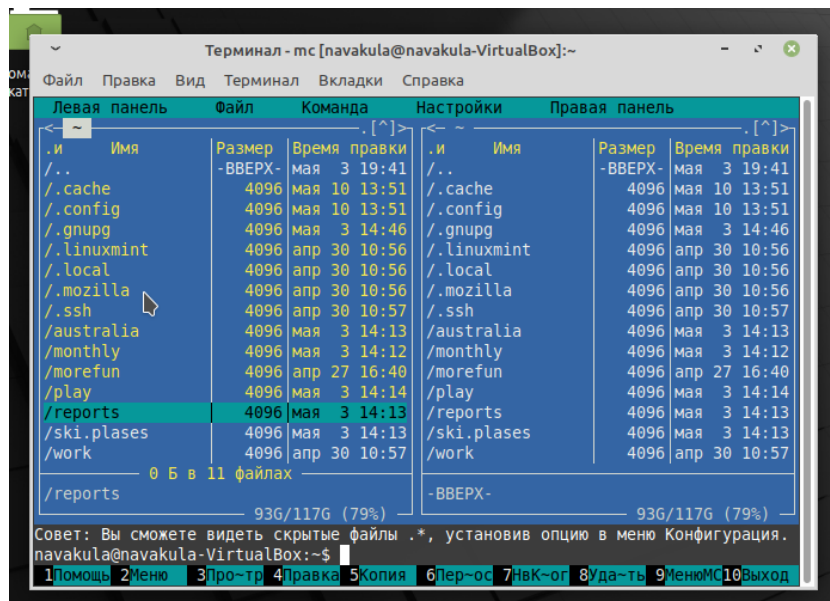 Терминал - mc [navakula@navakula-VirtualBox]:~
Файл Правка Вид Терминал Вкладки Справка
Левая панель Файл Команда Настройки Правая панель
<─ ~ ─.[^]> <─ ~ ─.[^]>
.и Имя Размер Время правки .и Имя Размер Время правки
/.. -ВВЕРХ- мая 3 19:41 /.. -ВВЕРХ- мая 3 19:41
/.cache 4096 мая 10 13:51 /.cache 4096 мая 10 13:51
/.config 4096 мая 10 13:51 /.config 4096 мая 10 13:51
/.gnupg 4096 мая 3 14:46 /.gnupg 4096 мая 3 14:46
/.linuxmint 4096 апр 30 10:56 /.linuxmint 4096 апр 30 10:56
/.local 4096 апр 30 10:56 /.local 4096 апр 30 10:56
/.mozilla 4096 апр 30 10:56 /.mozilla 4096 апр 30 10:56
/.ssh 4096 апр 30 10:57 /.ssh 4096 апр 30 10:57
/australia 4096 мая 3 14:13 /australia 4096 мая 3 14:13
/monthly 4096 мая 3 14:12 /monthly 4096 мая 3 14:12
/morefun 4096 апр 27 16:40 /morefun 4096 апр 27 16:40
/play 4096 мая 3 14:14 /play 4096 мая 3 14:14
/reports 4096 мая 3 14:13 /reports 4096 мая 3 14:13
/ski.plases 4096 мая 3 14:13 /ski.plases 4096 мая 3 14:13
/work 4096 апр 30 10:57 /work 4096 апр 30 10:57
0 Б в 11 файлах
/reports -ВВЕРХ-
93G/117G (79%) 93G/117G (79%)
Совет: Вы сможете видеть скрытые файлы .*, установив опцию в меню Конфигурация.
navakula@navakula-VirtualBox:~$
1Помощь 2Меню 3Про~тр 4Правка 5Копия 6Пер~ос 7НвК~ог 8Уда~ть 9МенюMC 10Выход